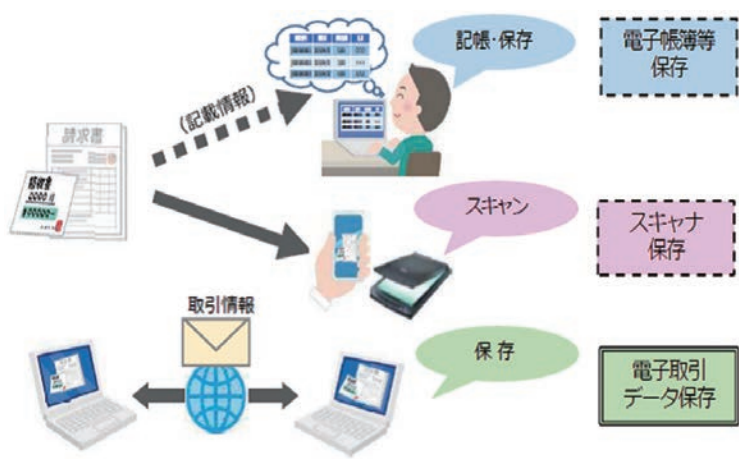 記帳・保存
電子帳簿等
保存
(記載情報)
請求書
領収書
スキャン
スキャナ
保存
取引情報
保存
電子取引
データ保存